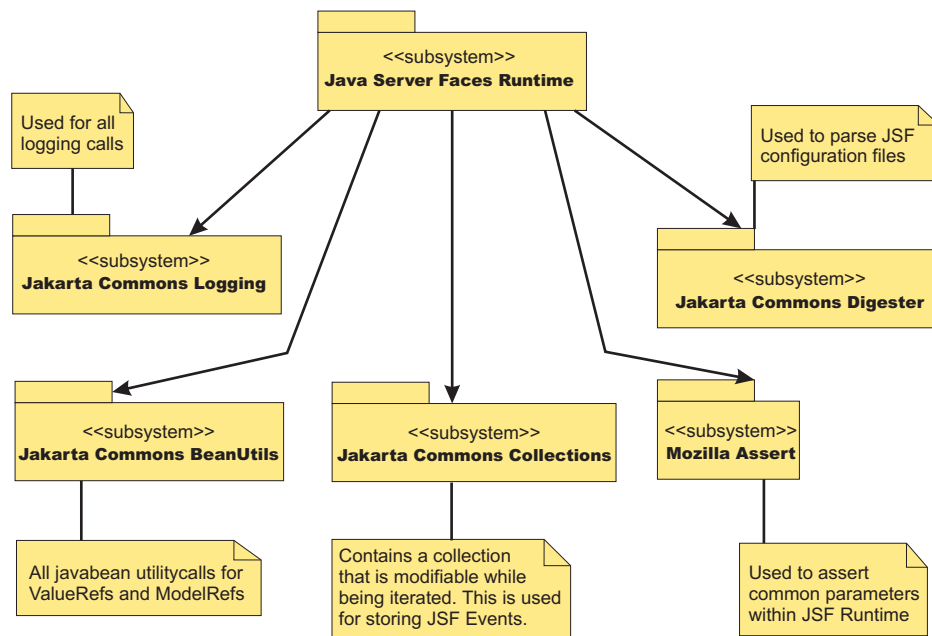 <<subsystem>>
Java Server Faces Runtime
Used for all
logging calls
Used to parse JSF
configuration files
<<subsystem>>
Jakarta Commons Logging
<<subsystem>>
Jakarta Commons Digester
<<subsystem>>
Jakarta Commons BeanUtils
<<subsystem>>
Jakarta Commons Collections
<<subsystem>>
Mozilla Assert
All javabean utilitycalls for
ValueRefs and ModelRefs
Contains a collection
that is modifiable while
being iterated. This is used
for storing JSF Events.
Used to assert
common parameters
within JSF Runtime